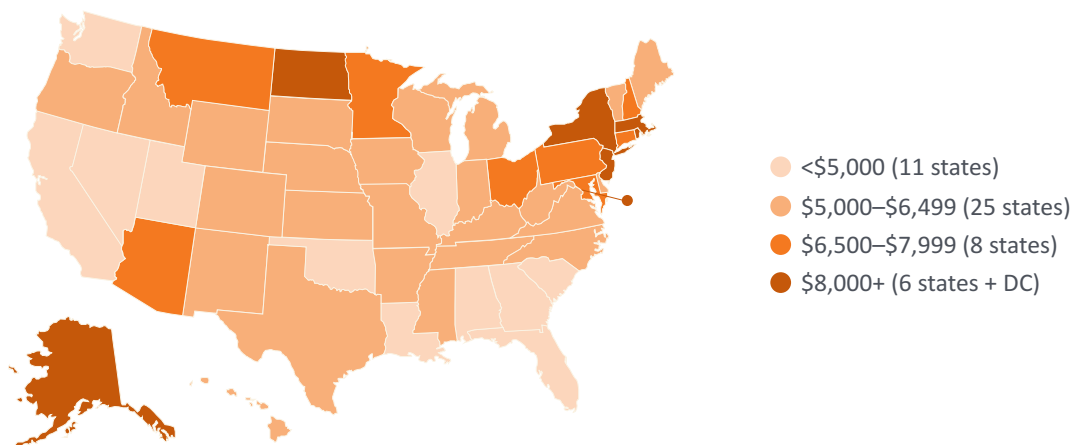 <$5,000 (11 states)
$5,000–$6,499 (25 states)
$6,500–$7,999 (8 states)
$8,000+ (6 states + DC)